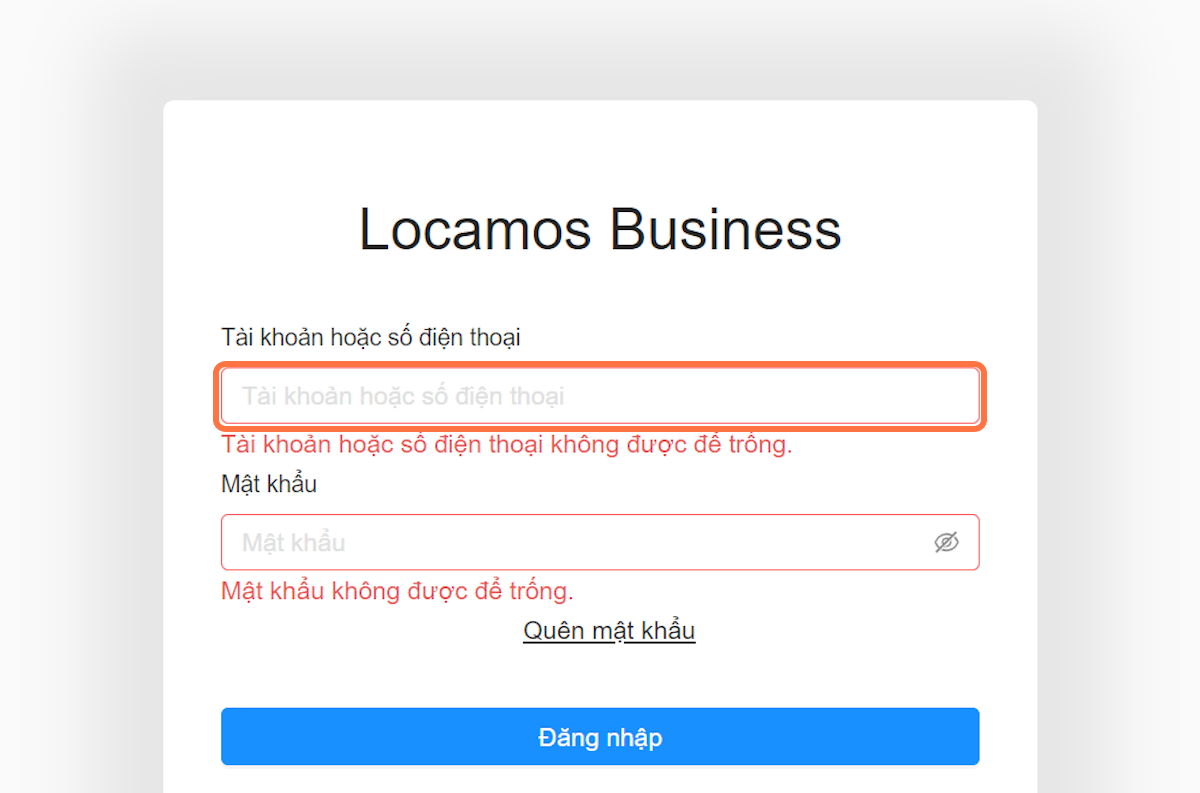 Locamos Business
Tài khoản hoặc số điện thoại
Tài khoản hoặc số điện thoại
Tài khoản hoặc số điện thoại không được để trống.
Mật khẩu
Mật khẩu
Mật khẩu không được để trống.
Quên mật khẩu
Đăng nhập